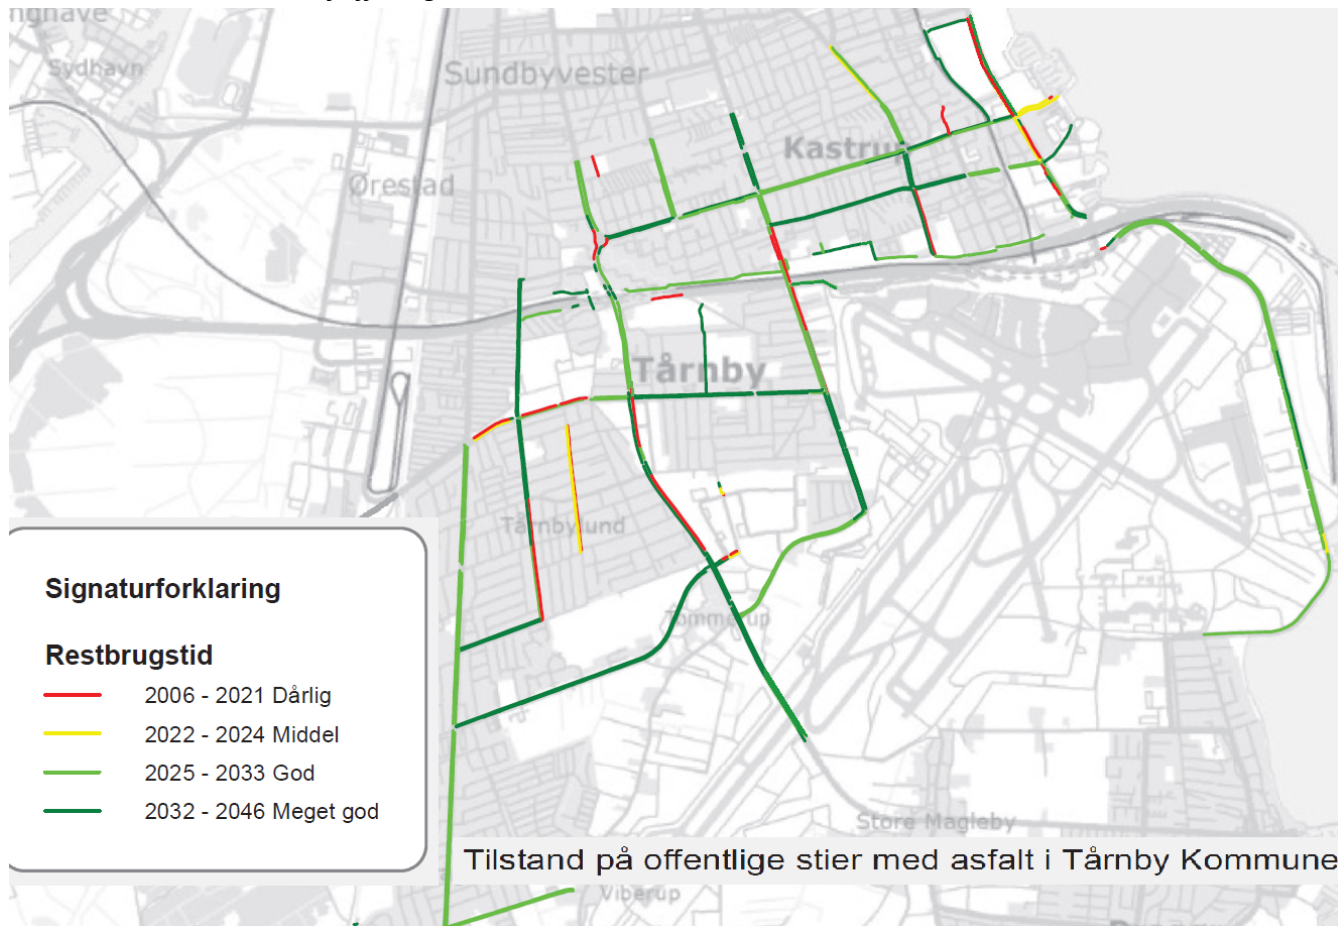 Sydhavn
Sundbyvester
Kastrup
Ørestad
Tårnby
Tårnbylund
Tømmerup
Signaturforklaring
Restbrugstid
2006 - 2021 Dårlig
2022 - 2024 Middel
2025 - 2033 God
2032 - 2046 Meget god
Store Magleby
Tilstand på offentlige stier med asfalt i Tårnby Kommune
Viberup